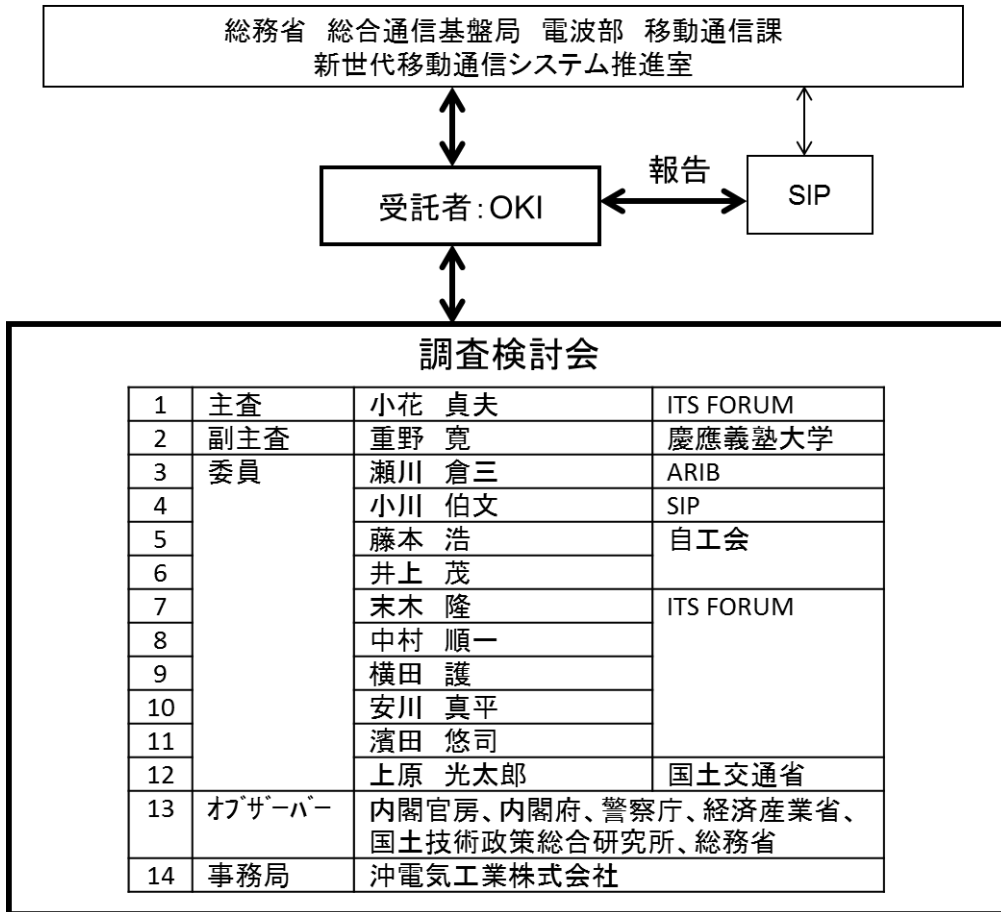 総務省 総合通信基盤局 電波部 移動通信課
新世代移動通信システム推進室
報告
受託者：OKI
SIP
調査検討会
1 主査 小花 貞夫 ITS FORUM
2 副主査 重野 寛 慶應義塾大学
3 委員 瀬川 倉三 ARIB
4 小川 伯文 SIP
5 藤本 浩 自工会
6 井上 茂
7 末木 隆 ITS FORUM
8 中村 順一
9 横田 護
10 安川 真平
11 濱田 悠司
12 上原 光太郎 国土交通省
13 ｵﾌﾞｻﾞｰﾊﾞｰ 内閣官房、内閣府、警察庁、経済産業省、
国土技術政策総合研究所、総務省
14 事務局 沖電気工業株式会社